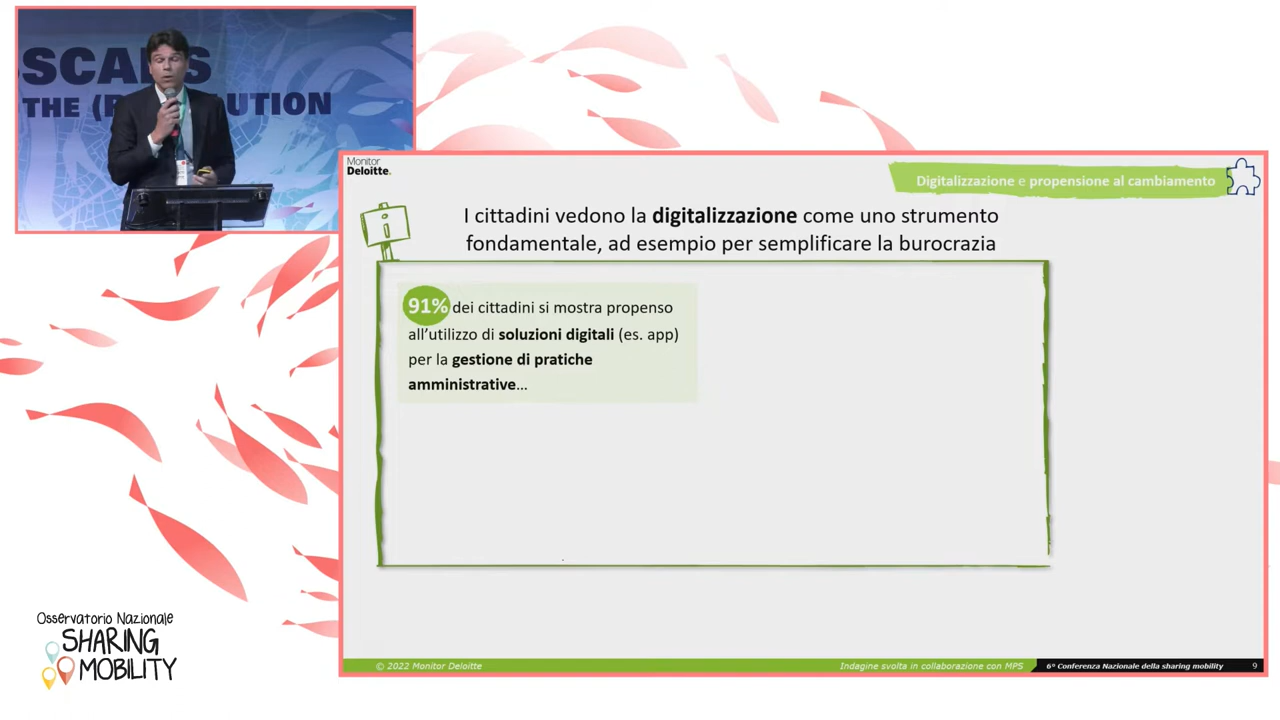 SCA
S
THE (R
LUTION
Monitor
Deloitte.
Digitalizzazione e propensione al cambiamento
i
I cittadini vedono la digitalizzazione come uno strumento
fondamentale, ad esempio per semplificare la burocrazia
91% dei cittadini si mostra propenso
all'utilizzo di soluzioni digitali (es. app)
per la gestione di pratiche
amministrative...
Osservatorio Nazionale
SHARING
MOBILITY
© 2022 Monitor Deloitte
Indagine svolta in collaborazione con MPS
6° Conferenza Nazionale della sharing mobility
9